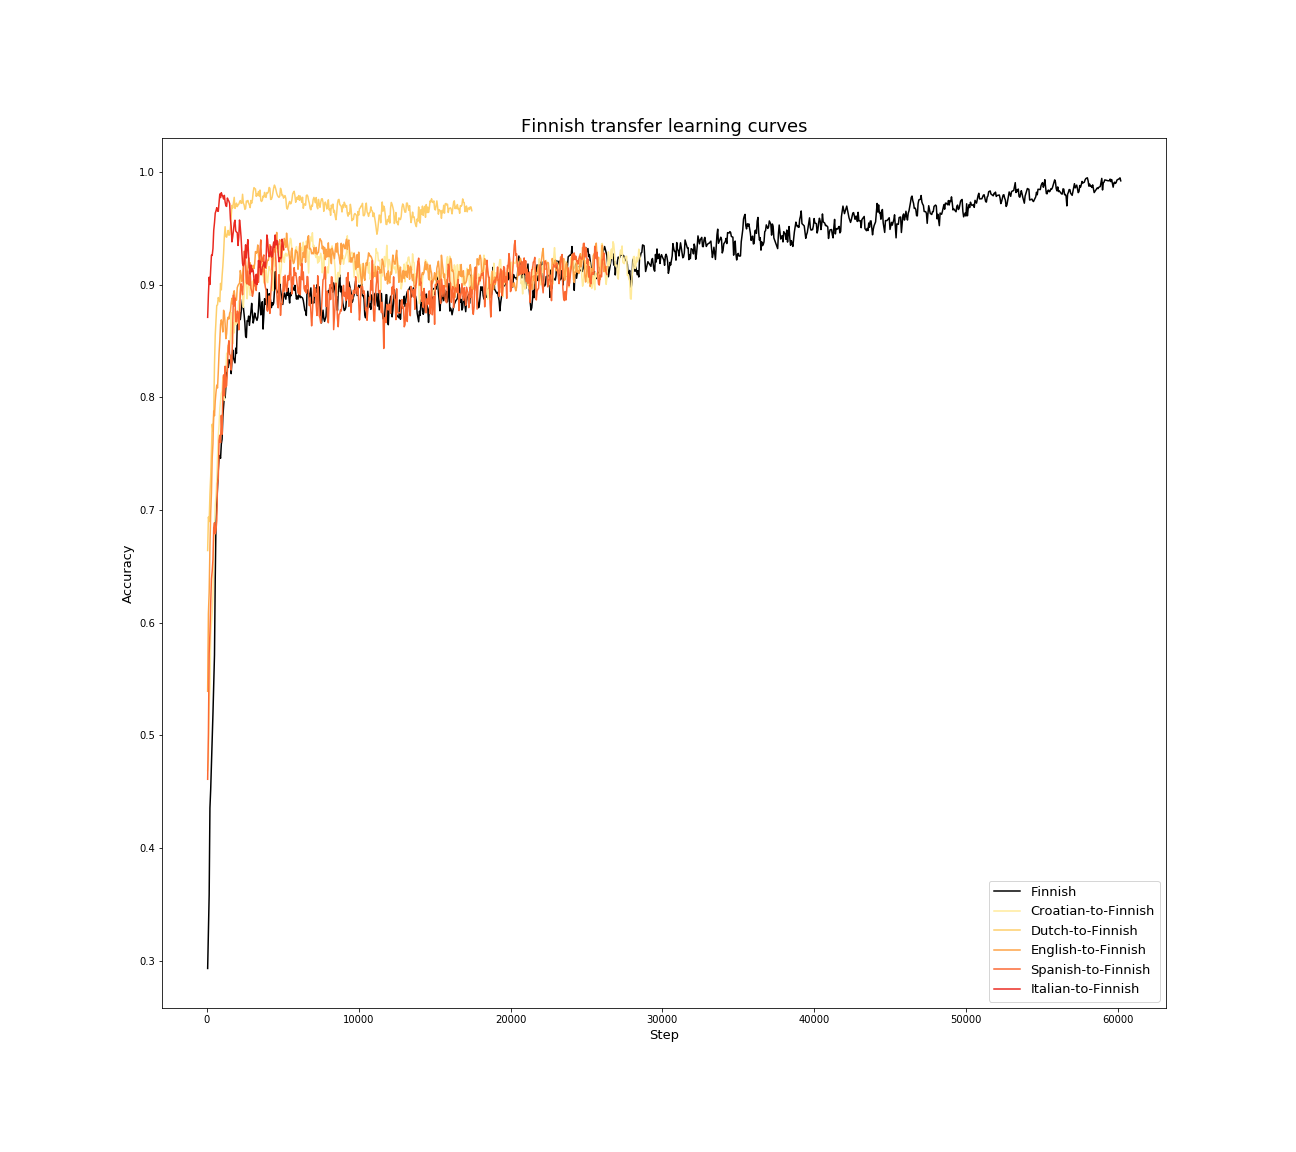 Finnish transfer learning curves
1.0
0.9
0.8
0.7
0.6
0.5
0.4
0.3
Accuracy
0 10000 20000 30000 40000 50000 60000
Step
Finnish
Croatian-to-Finnish
Dutch-to-Finnish
English-to-Finnish
Spanish-to-Finnish
Italian-to-Finnish